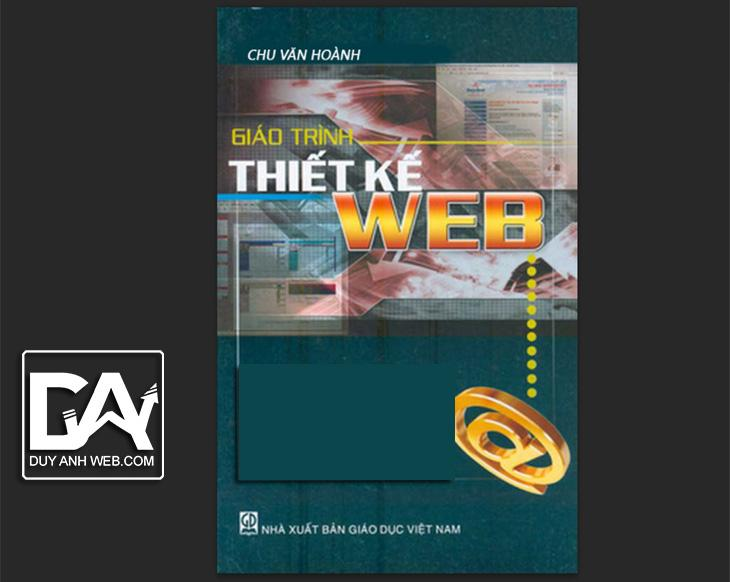 CHU VĂN HOÀNH
GIÁO TRÌNH
THIẾT KẾ
WEB
@
DAY
DUY ANH WEB.COM
NHÀ XUẤT BẢN GIÁO DỤC VIỆT NAM